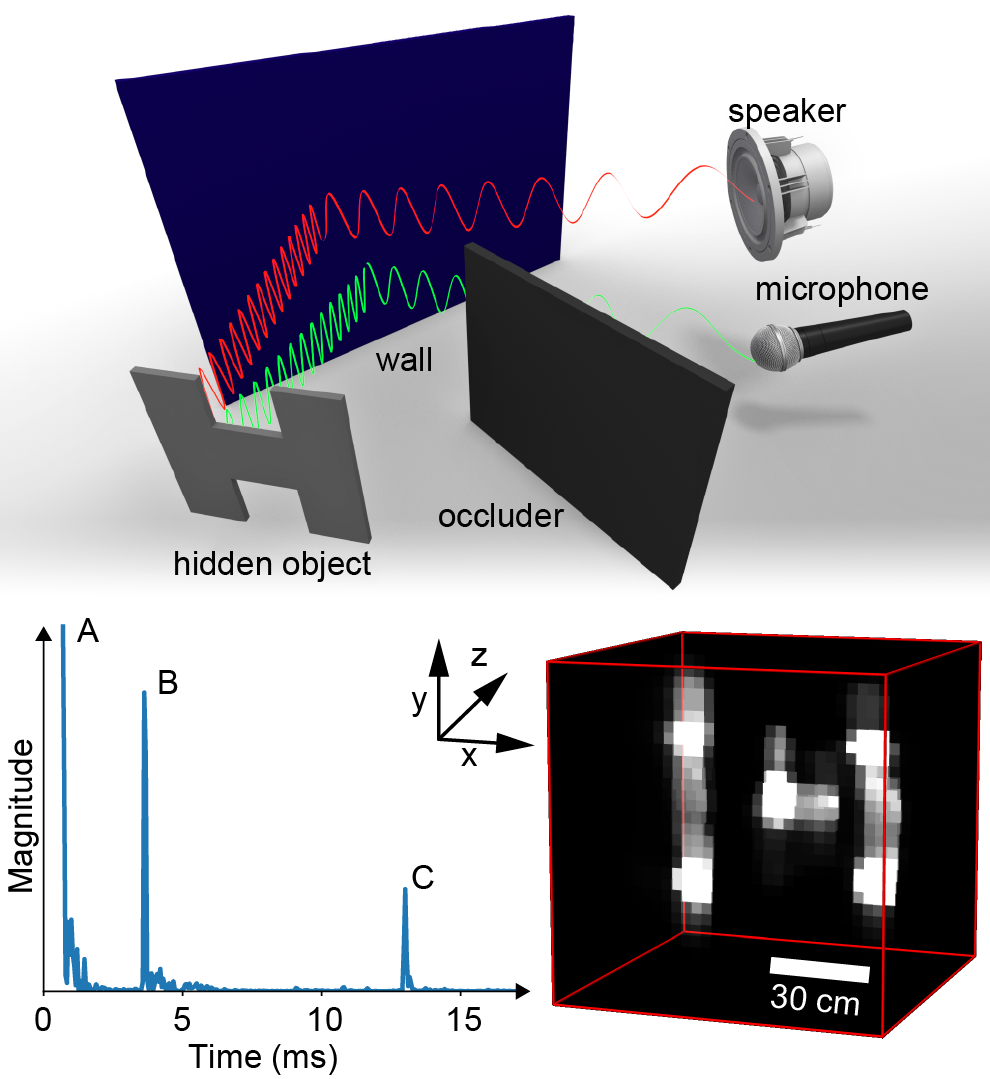 speaker
microphone
wall
occluder
hidden object
A
B
C
Magnitude
0
5
10
15
Time (ms)
z
y
x
30 cm